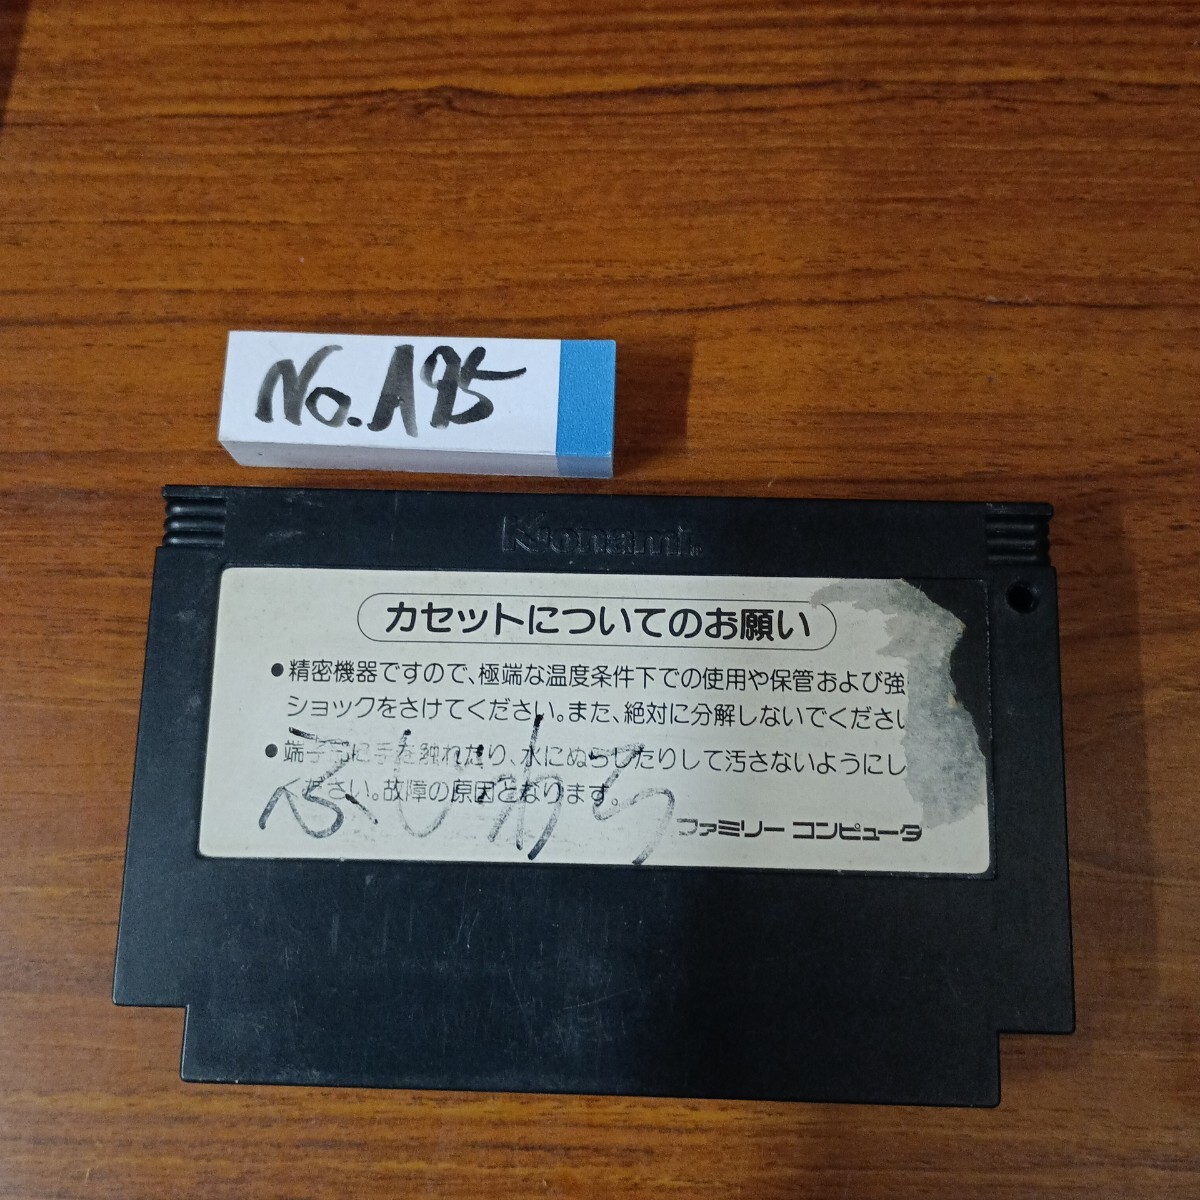 No. A95
Konami
カセットについてのお願い
●精密機器ですので、極端な温度条件下での使用や保管および強
ショックをさけてください。また、絶対に分解しないでくださし
●端子部に手を触れたり、水にぬらしたりして汚さないようにし
ください。故障の原因となります。
ふじわら
ファミリー コンピュータ